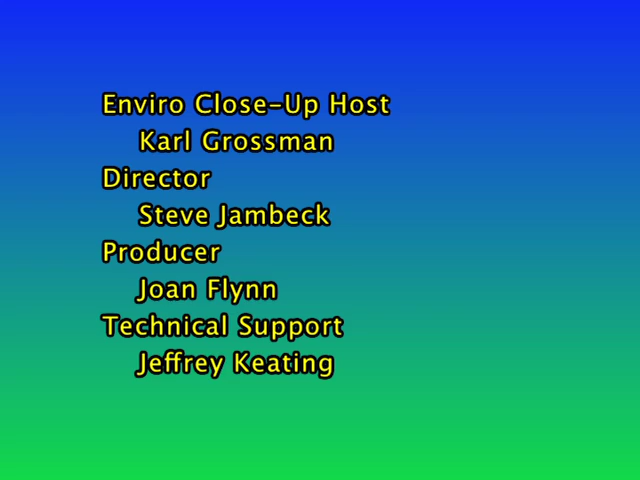 Enviro Close-Up Host
Karl Grossman
Director
Steve Jambeck
Producer
Joan Flynn
Technical Support
Jeffrey Keating